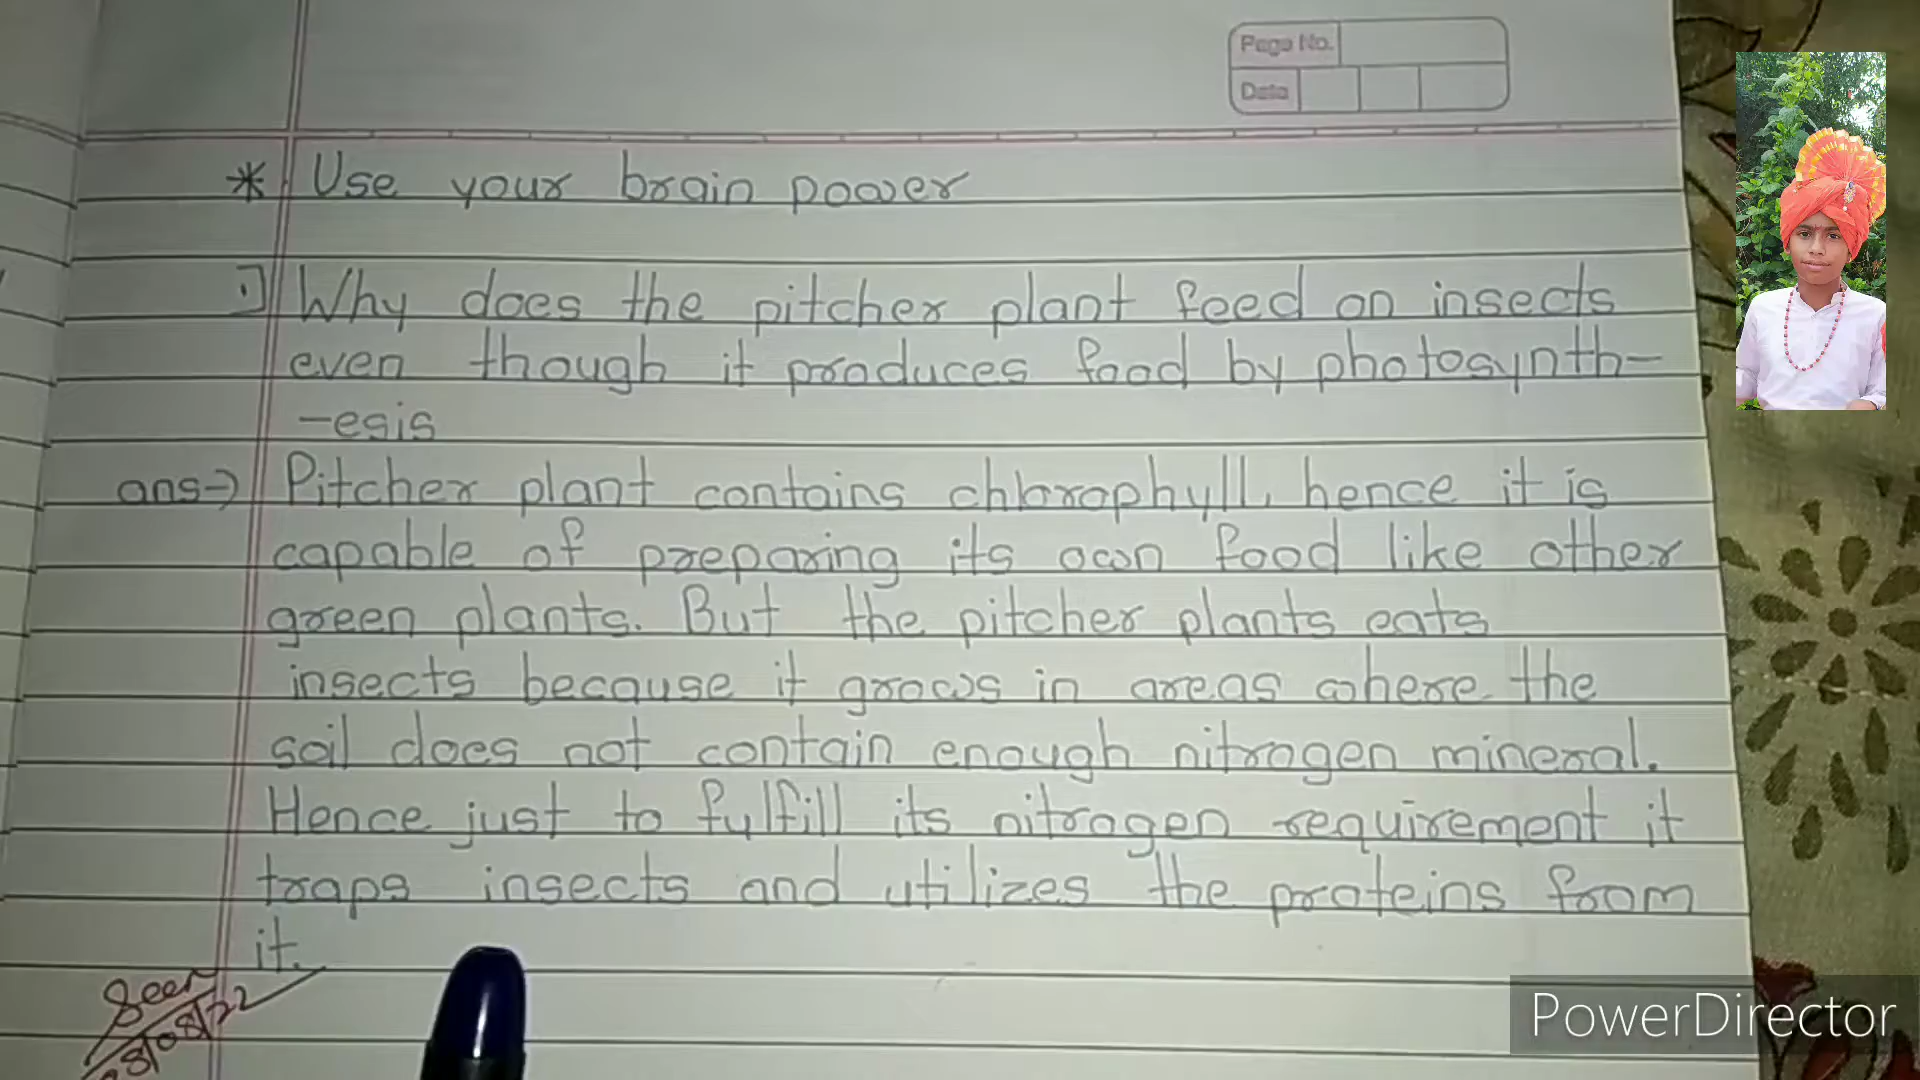 Page No.
Date
* Use your brain power
1] Why does the pitcher plant feed on insects
even though it produces food by photosynth-
-esis
ans→ Pitcher plant contains chlorophyll, hence it is
capable of preparing its own food like other
green plants. But the pitcher plants eats
insects because it grows in areas where the
soil does not contain enough nitrogen mineral.
Hence just to fulfill its nitrogen requirement it
traps insects and utilizes the proteins from
it.
Seen
8/08/22
PowerDirector